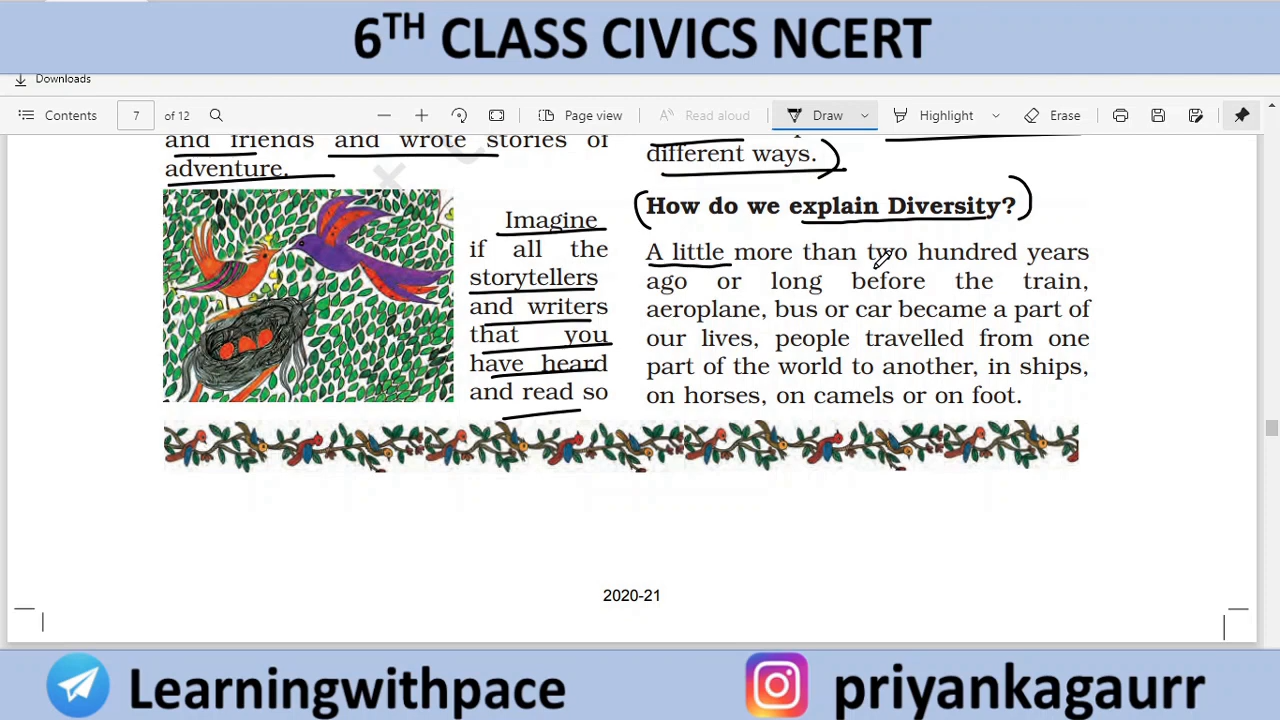 6TH CLASS CIVICS NCERT
Downloads
Contents 7 of 12 Page view Read aloud Draw Highlight Erase
and friends and wrote stories of
adventure.
Imagine
if all the
storytellers
and writers
that you
have heard
and read so
different ways.
How do we explain Diversity?
A little more than two hundred years
ago or long before the train,
aeroplane, bus or car became a part of
our lives, people travelled from one
part of the world to another, in ships,
on horses, on camels or on foot.
2020-21
Learningwithpace priyankagaurr